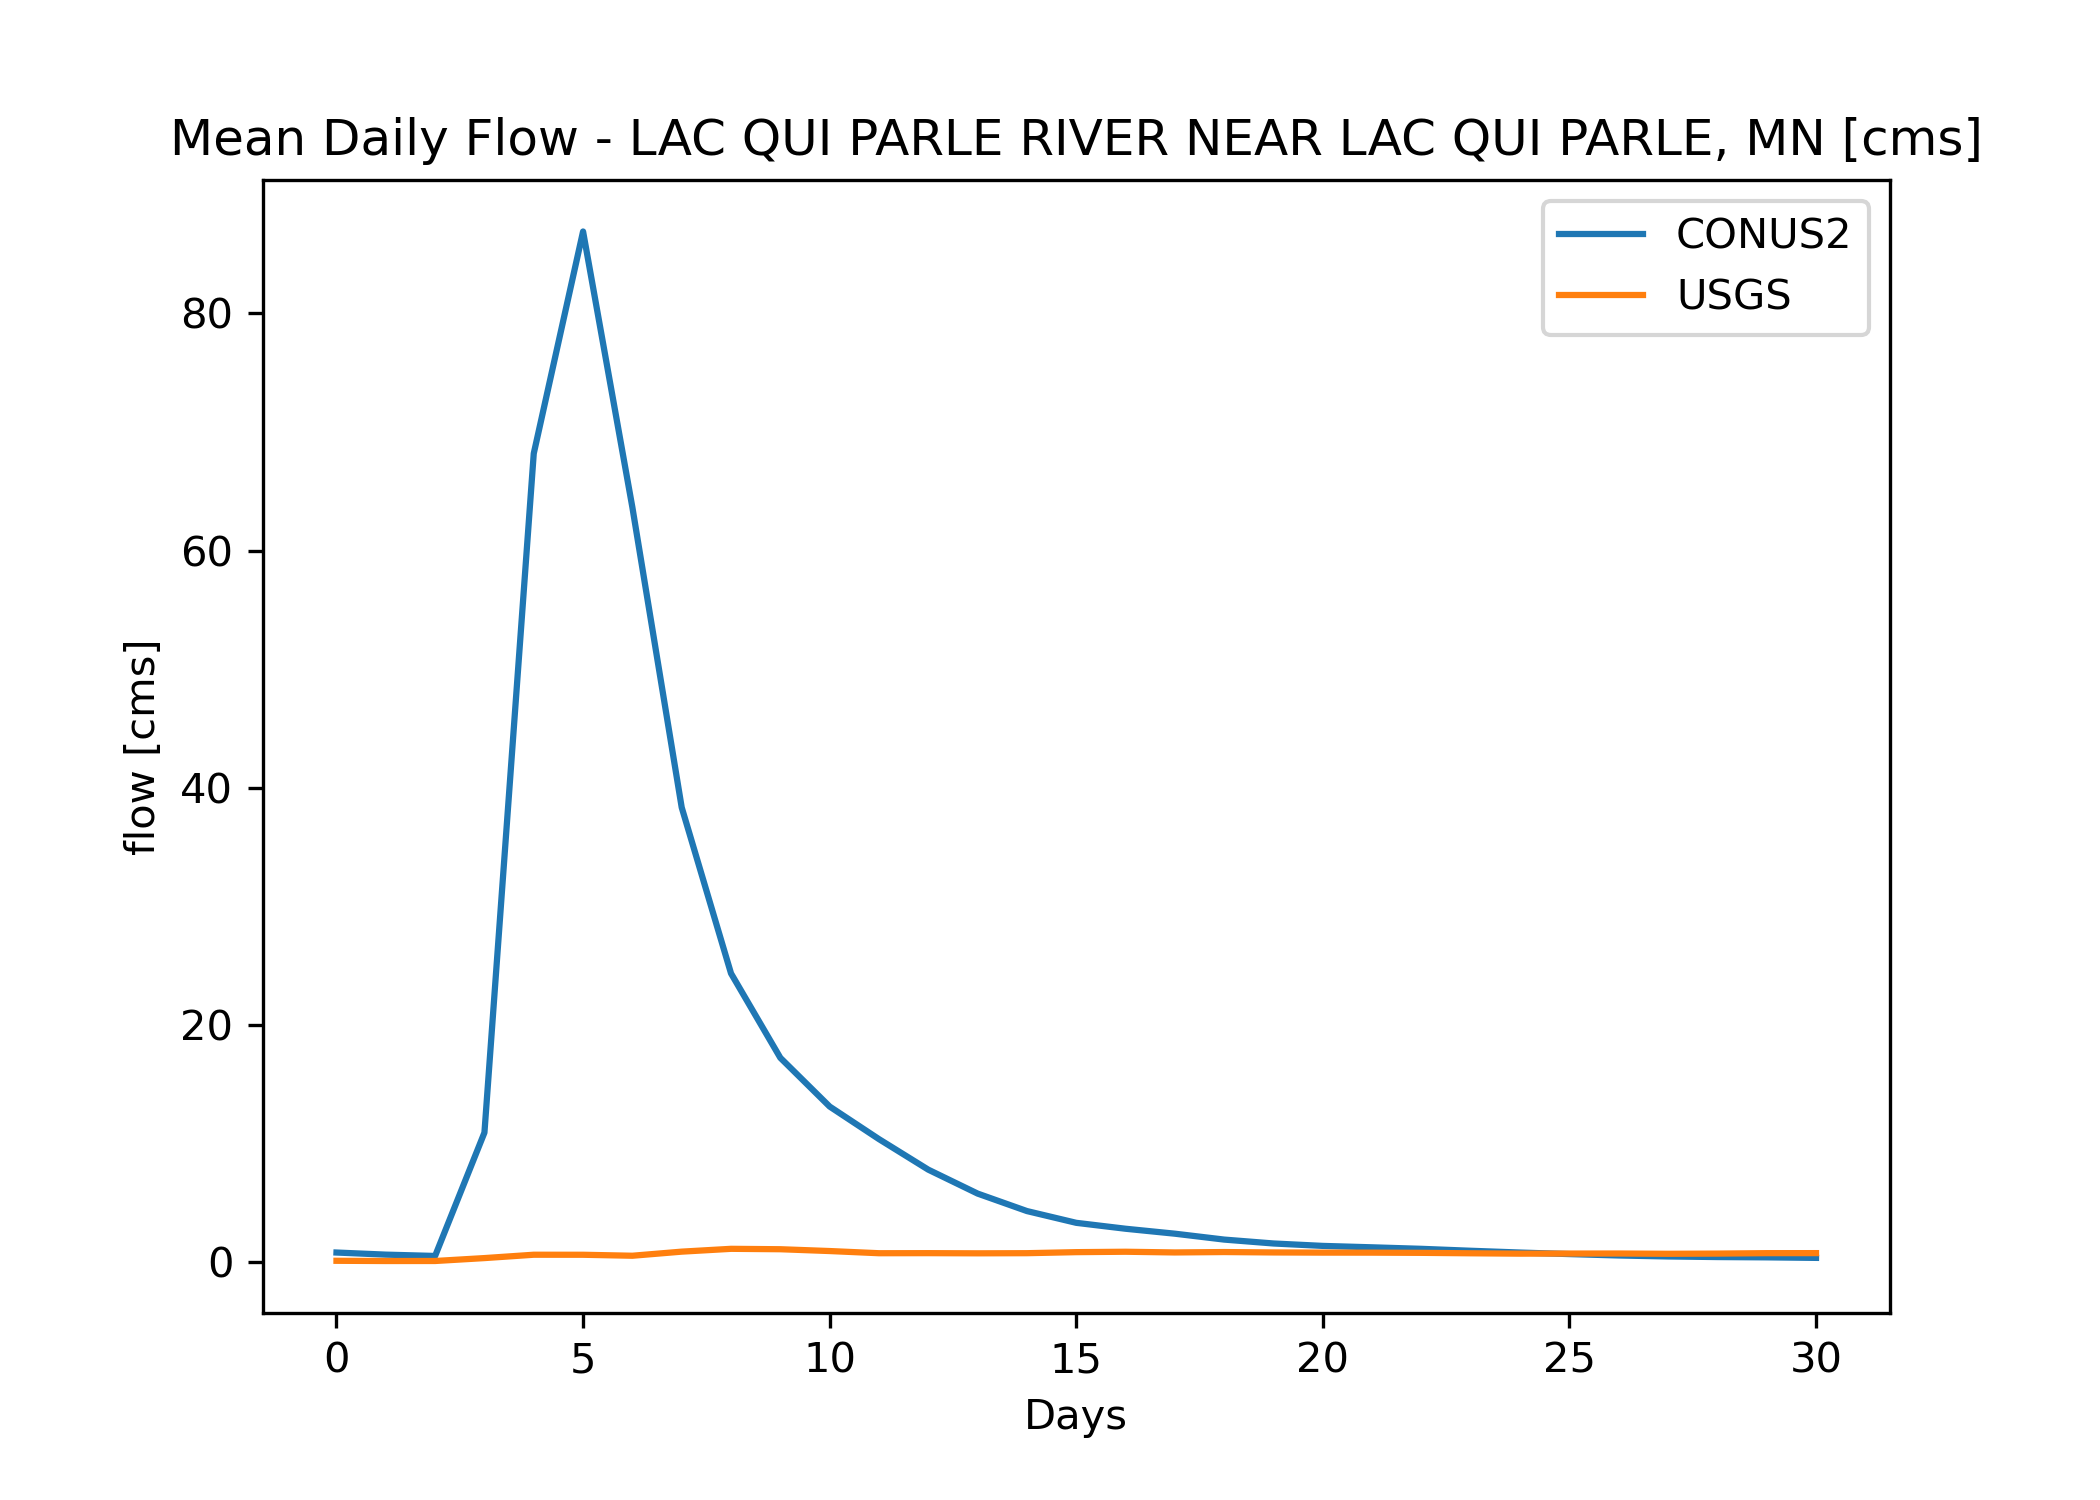 Mean Daily Flow - LAC QUI PARLE RIVER NEAR LAC QUI PARLE, MN [cms]
CONUS2
USGS
80
60
40
20
0
flow [cms]
0 5 10 15 20 25 30
Days